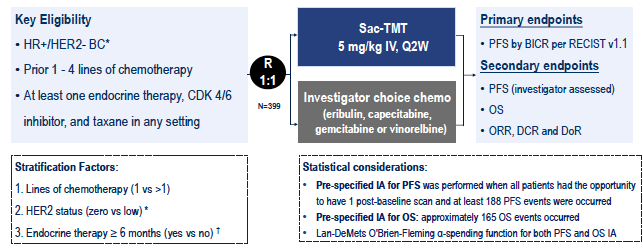 Key Eligibility
• HR+/HER2- BC*
• Prior 1 - 4 lines of chemotherapy
• At least one endocrine therapy, CDK 4/6
inhibitor, and taxane in any setting
R
1:1
N=399
Sac-TMT
5 mg/kg IV, Q2W
Investigator choice chemo
(eribulin, capecitabine,
gemcitabine or vinorelbine)
Primary endpoints
• PFS by BICR per RECIST v1.1
Secondary endpoints
• PFS (investigator assessed)
• OS
• ORR, DCR and DoR
Stratification Factors:
1. Lines of chemotherapy (1 vs >1)
2. HER2 status (zero vs low) *
3. Endocrine therapy ≥ 6 months (yes vs no) †
Statistical considerations:
• Pre-specified IA for PFS was performed when all patients had the opportunity
to have 1 post-baseline scan and at least 188 PFS events were occurred
• Pre-specified IA for OS: approximately 165 OS events occurred
• Lan-DeMets O'Brien-Fleming α-spending function for both PFS and OS IA